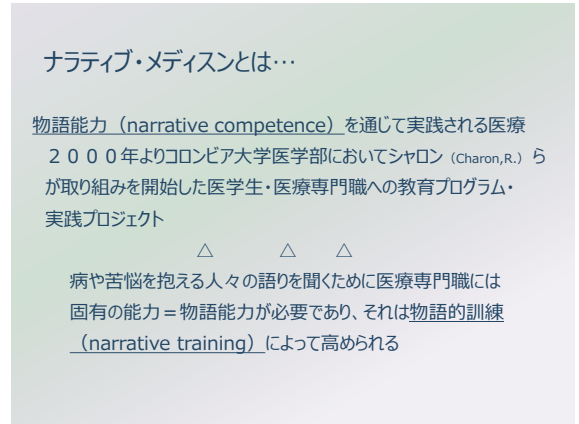 ナラティブ・メディスンとは…
物語能力（narrative competence）を通じて実践される医療
２０００年よりコロンビア大学医学部においてシャロン（Charon,R.）ら
が取り組みを開始した医学生・医療専門職への教育プログラム・
実践プロジェクト
△　△　△
病や苦悩を抱える人々の語りを聞くために医療専門職には
固有の能力＝物語能力が必要であり、それは物語的訓練
（narrative training）によって高められる